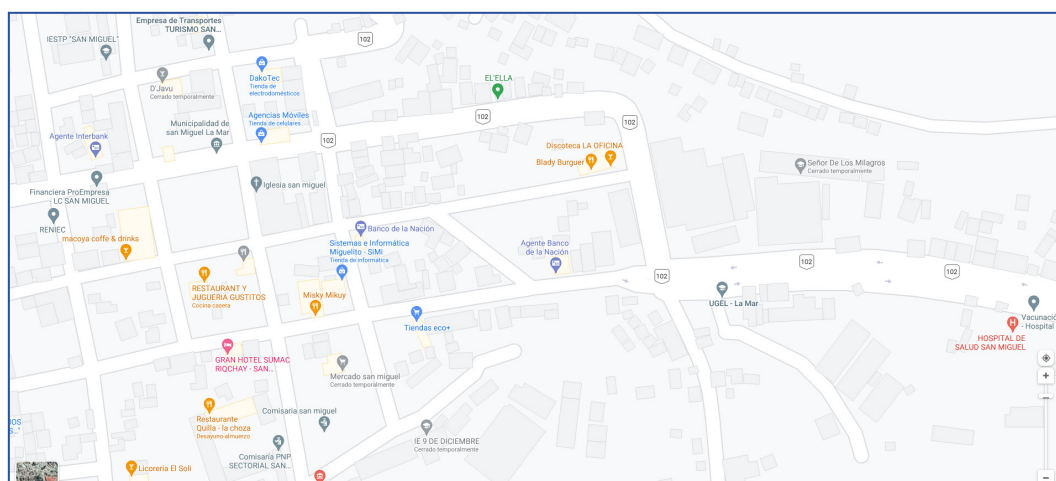 Empresa de Transportes
TURISMO SAN...
IESTP "SAN MIGUEL"
102
DakoTec
Tienda de
electrodomésticos
D'Javu
Cerrado temporalmente
EL'ELLA
Municipalidad de
san Miguel La Mar
Agencias Móviles
Tienda de celulares...
102
102
102
Agente Interbank
Discoteca LA OFICINA
Blady Burguer
Señor De Los Milagros
Cerrado temporalmente
Iglesia san miguel
Financiera ProEmpresa
- LC SAN MIGUEL
RENIEC
Banco de la Nación
macoya coffe & drinks
Sistemas e Informática
Miguelito - SIMI
Tienda de informática
Agente Banco
de la Nación
102
102
102
102
RESTAURANT Y
JUGUERIA GUSTITOS
Cocina casera
Misky Mikuy
UGEL - La Mar
Tiendas eco+
Vacunació
- Hospital
HOSPITAL DE
SALUD SAN MIGUEL
H
GRAN HOTEL SUMAC
RIQCHAY - SAN...
Mercado san miguel
Cerrado temporalmente
Restaurante
Quilla - la choza
Desayuno-almuerzo
Comisaria san miguel
IE 9 DE DICIEMBRE
Cerrado temporalmente
Comisaría PNP
SECTORIAL SAN...
Licorería El Soli